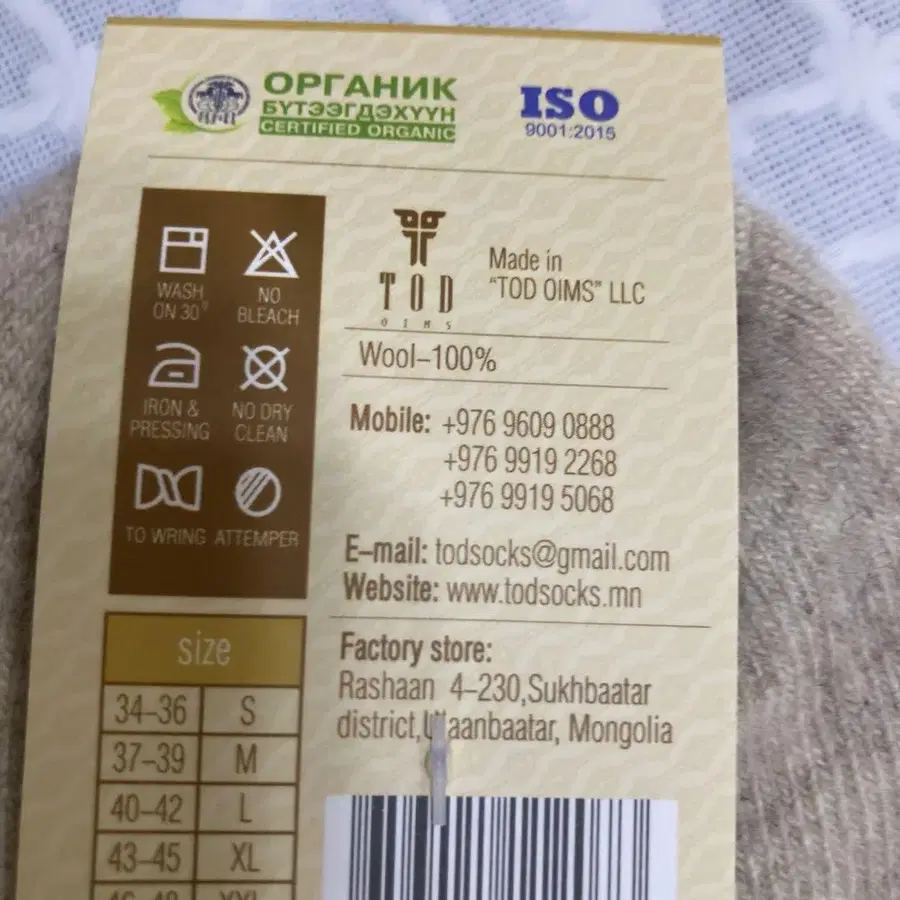 ОРГАНИК
БҮТЭЭГДЭХҮҮН
CERTIFIED ORGANIC
ISO
9001:2015
WASH
ON 30°
NO
BLEACH
IRON &
PRESSING
NO DRY
CLEAN
TO WRING
ATTEMPER
TOD
OIMS
Made in
"TOD OIMS" LLC
Wool–100%
Mobile: +976 9609 0888
+976 9919 2268
+976 9919 5068
E–mail: todsocks@gmail.com
Website: www.todsocks.mn
Factory store:
Rashaan 4–230,Sukhbaatar
district,Ulaanbaatar, Mongolia
size
34–36 S
37–39 M
40–42 L
43–45 XL
46–48 XXL